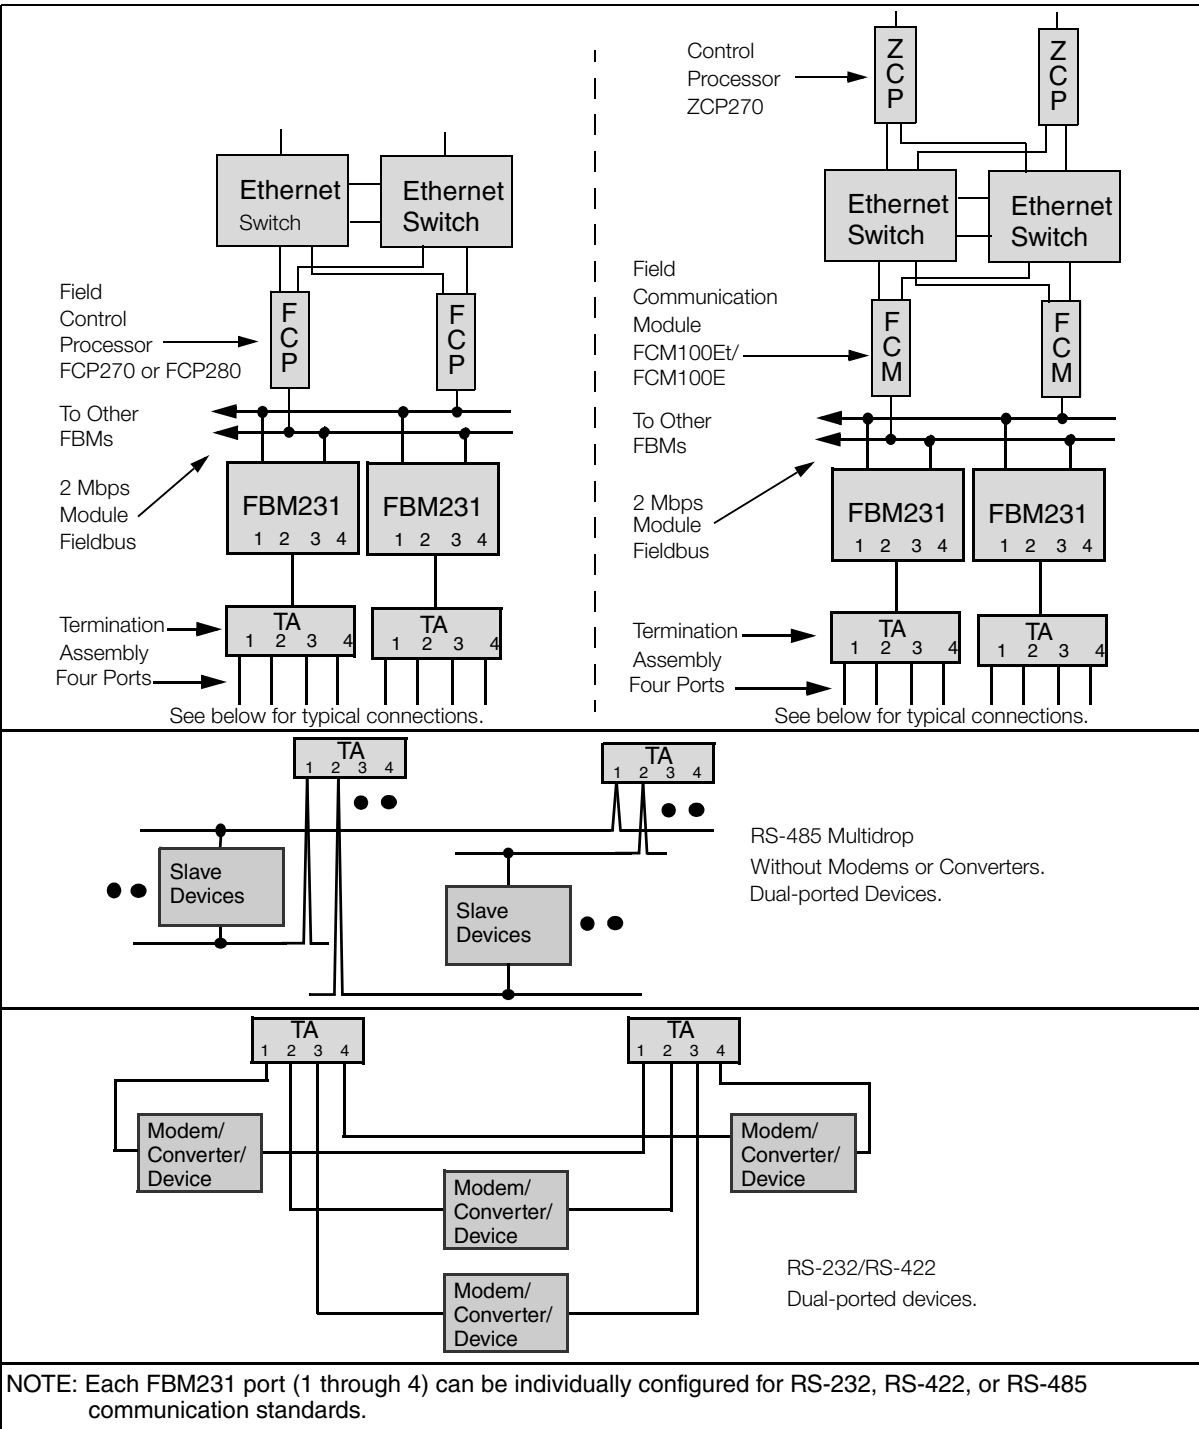 Ethernet
Switch
Ethernet
Switch
Field
Control
Processor
FCP270 or FCP280
F
C
P
F
C
P
To Other
FBMs
2 Mbps
Module
Fieldbus
FBM231
1 2 3 4
FBM231
1 2 3 4
Termination
Assembly
Four Ports
TA
1 2 3 4
TA
1 2 3 4
See below for typical connections.
Control
Processor
ZCP270
Z
C
P
Z
C
P
Ethernet
Switch
Ethernet
Switch
Field
Communication
Module
FCM100Et/
FCM100E
F
C
M
F
C
M
To Other
FBMs
2 Mbps
Module
Fieldbus
FBM231
1 2 3 4
FBM231
1 2 3 4
Termination
Assembly
Four Ports
TA
1 2 3 4
TA
1 2 3 4
See below for typical connections.
TA
1 2 3 4
TA
1 2 3 4
Slave
Devices
Slave
Devices
RS-485 Multidrop
Without Modems or Converters.
Dual-ported Devices.
TA
1 2 3 4
TA
1 2 3 4
Modem/
Converter/
Device
Modem/
Converter/
Device
Modem/
Converter/
Device
Modem/
Converter/
Device
RS-232/RS-422
Dual-ported devices.
NOTE: Each FBM231 port (1 through 4) can be individually configured for RS-232, RS-422, or RS-485
communication standards.